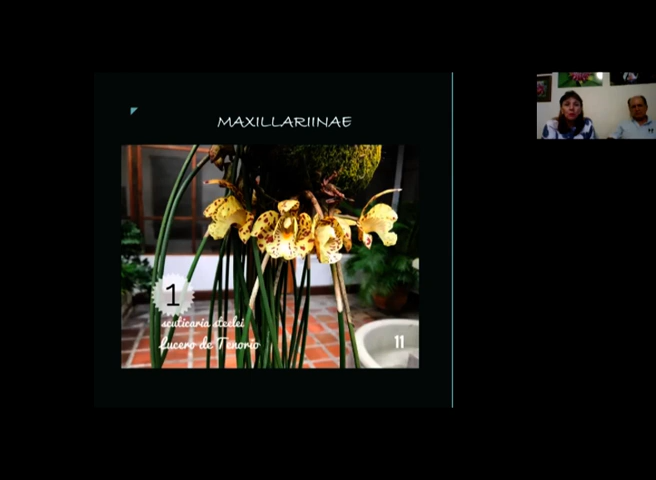 MAXILLARIINAE
1
scuticaria steelei
Lucero de Tenorio
11